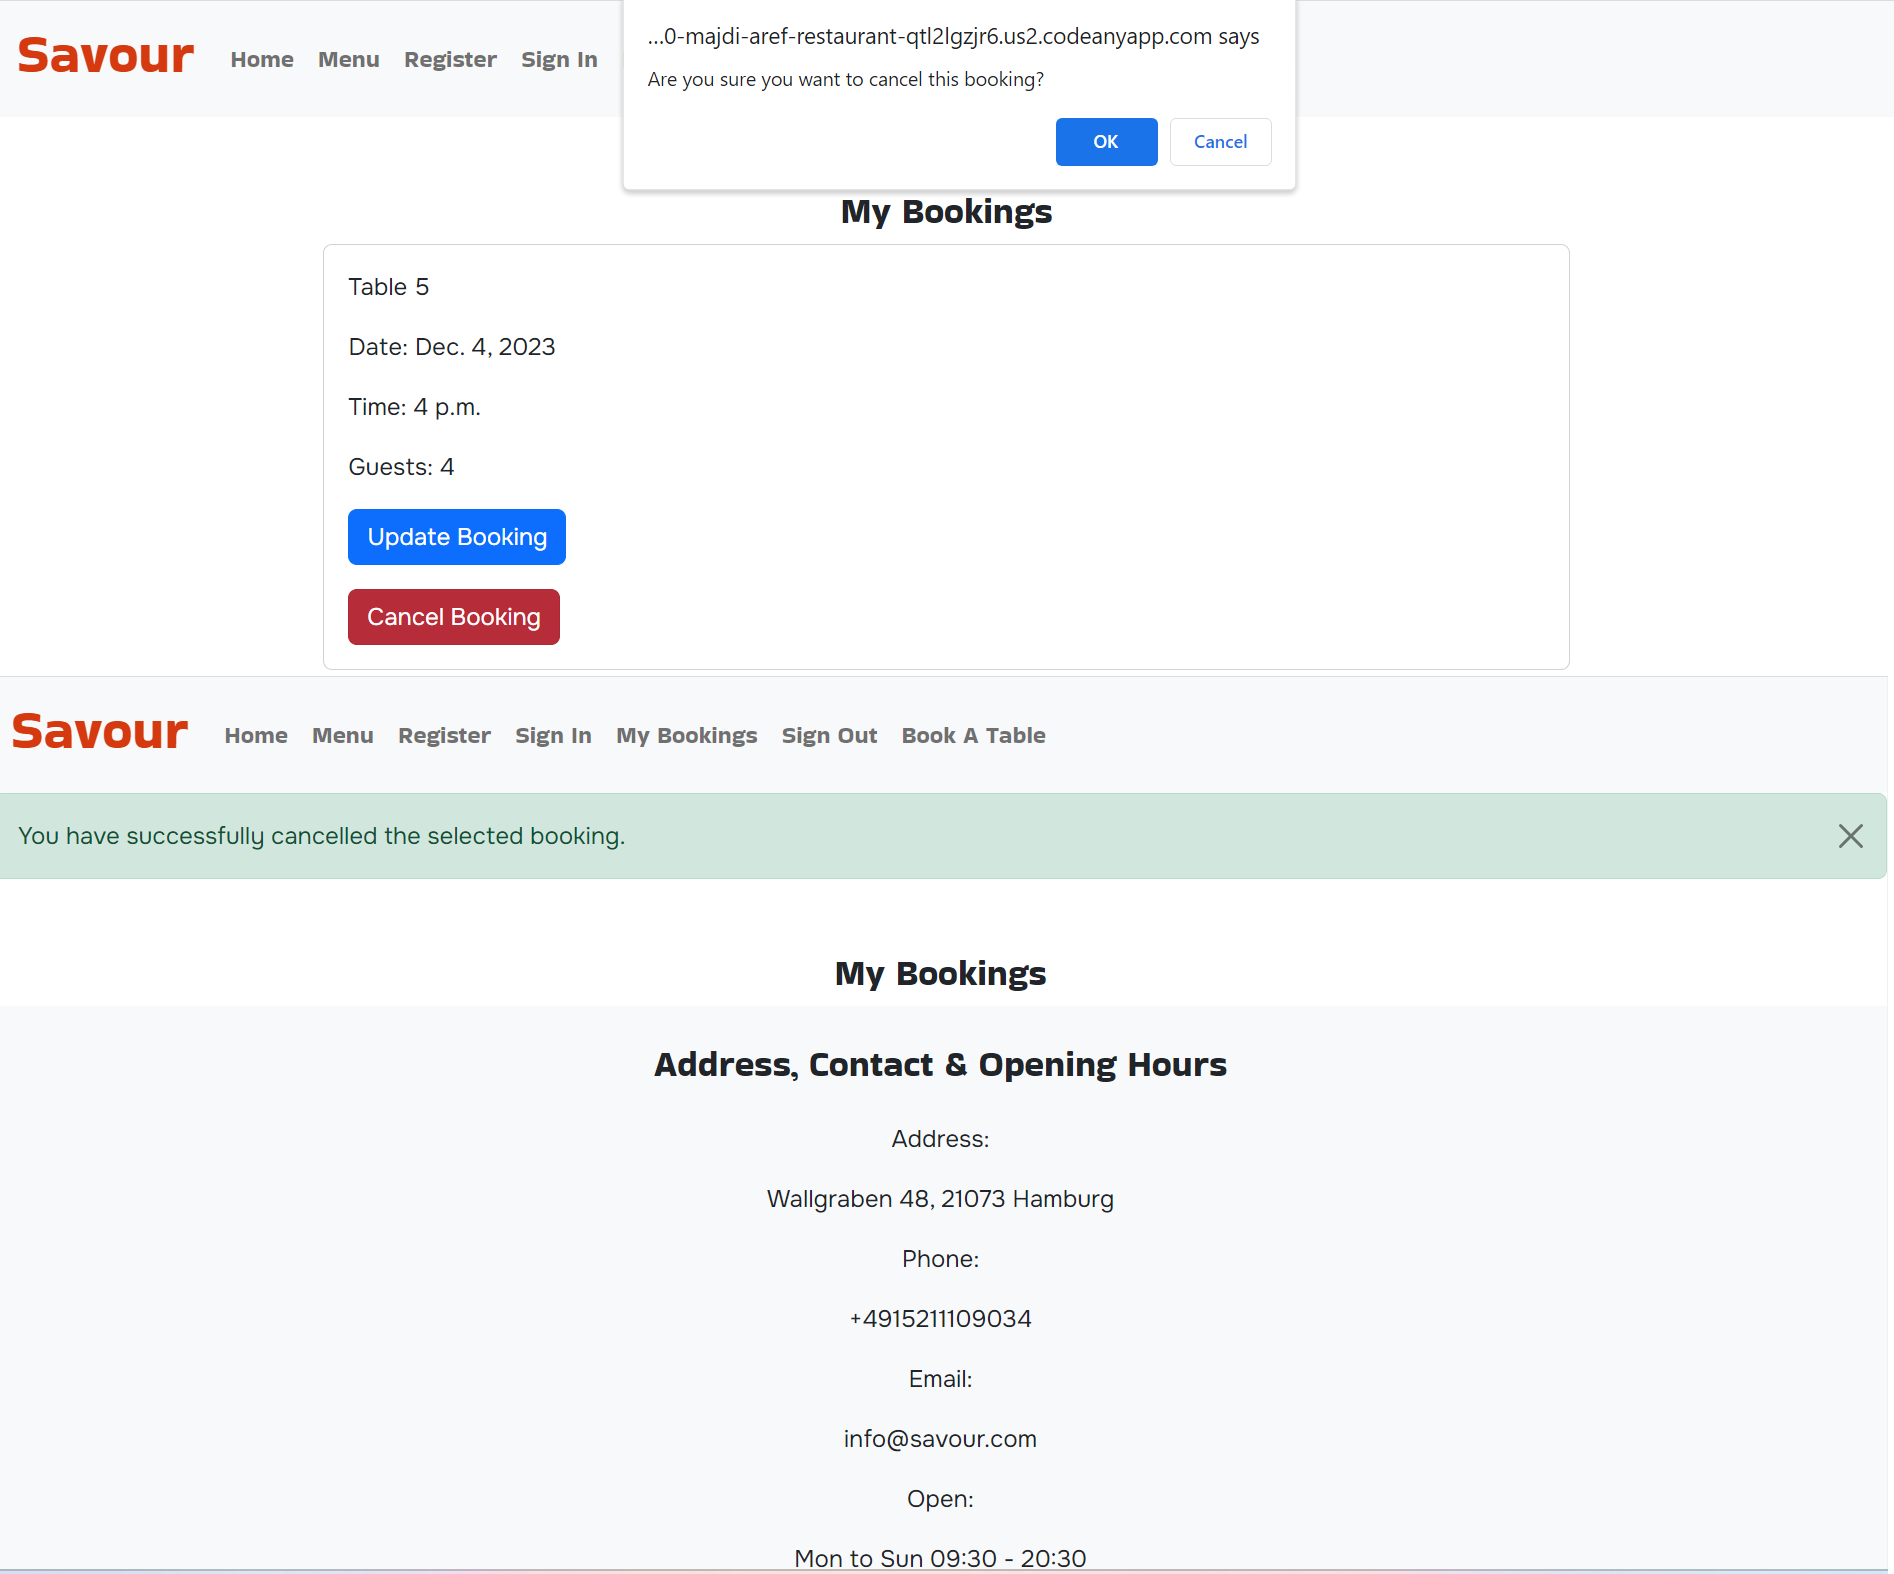 Savour Home Menu Register Sign In
...0-majdi-aref-restaurant-qtl2lgzjr6.us2.codeanyapp.com says
Are you sure you want to cancel this booking?
OK Cancel
My Bookings
Table 5
Date: Dec. 4, 2023
Time: 4 p.m.
Guests: 4
Update Booking
Cancel Booking
Savour Home Menu Register Sign In My Bookings Sign Out Book A Table
You have successfully cancelled the selected booking.
My Bookings
Address, Contact & Opening Hours
Address:
Wallgraben 48, 21073 Hamburg
Phone:
+4915211109034
Email:
info@savour.com
Open:
Mon to Sun 09:30 - 20:30